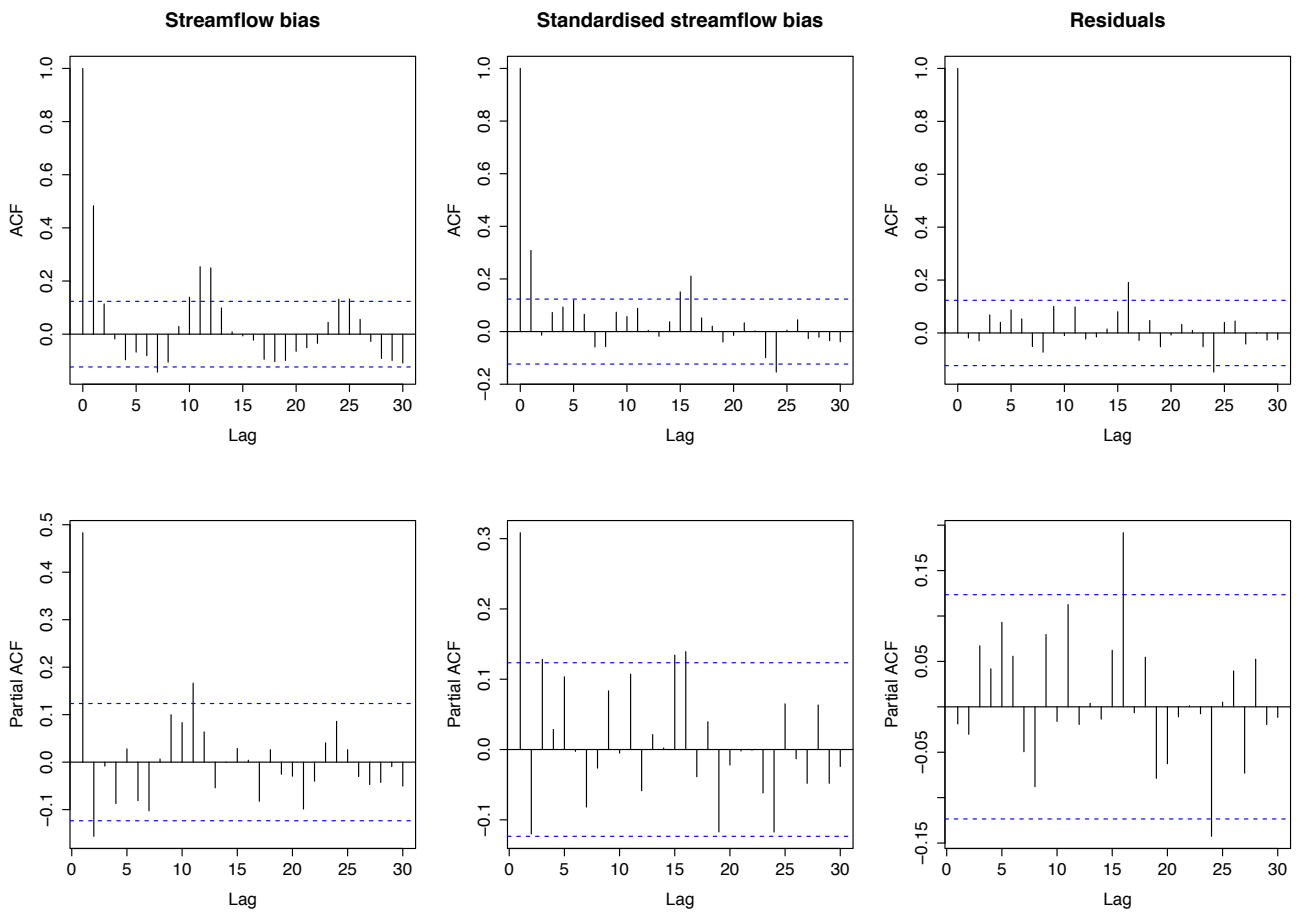 Streamflow bias
Standardised streamflow bias
Residuals
ACF
0.0 0.2 0.4 0.6 0.8 1.0
0 5 10 15 20 25 30
Lag
ACF
−0.2 0.0 0.2 0.4 0.6 0.8 1.0
0 5 10 15 20 25 30
Lag
ACF
0.0 0.2 0.4 0.6 0.8 1.0
0 5 10 15 20 25 30
Lag
Partial ACF
−0.1 0.0 0.1 0.2 0.3 0.4 0.5
0 5 10 15 20 25 30
Lag
Partial ACF
−0.1 0.0 0.1 0.2 0.3
0 5 10 15 20 25 30
Lag
Partial ACF
−0.15 −0.05 0.05 0.15
0 5 10 15 20 25 30
Lag